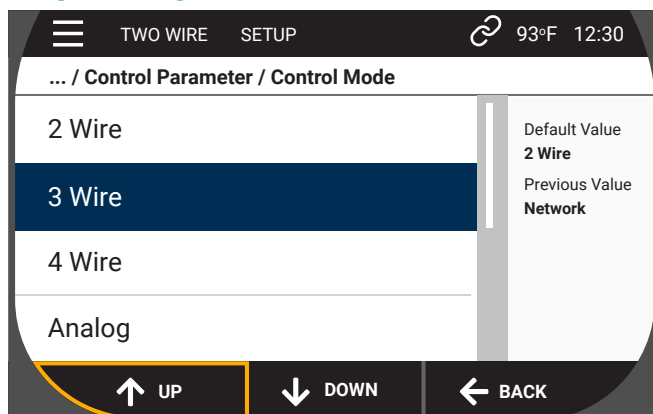 TWO WIRE SETUP 93°F 12:30
... / Control Parameter / Control Mode
2 Wire
3 Wire
4 Wire
Analog
Default Value
2 Wire
Previous Value
Network
UP DOWN BACK